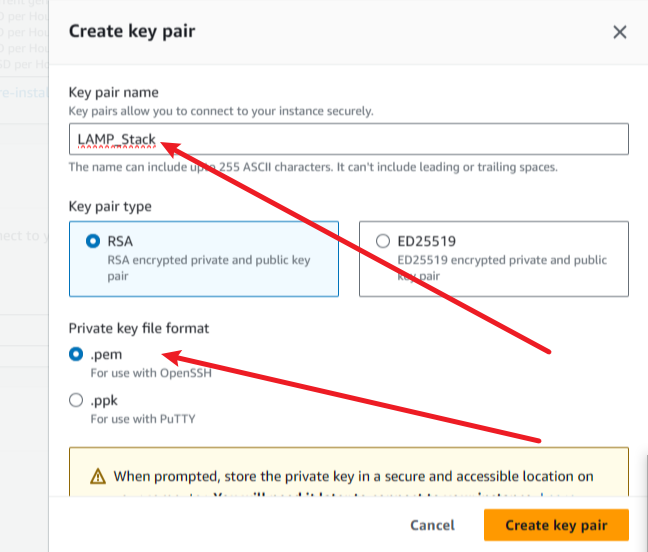 Create key pair
Key pair name
Key pairs allow you to connect to your instance securely.
LAMP_Stack
The name can include upto 255 ASCII characters. It can't include leading or trailing spaces.
Key pair type
RSA
RSA encrypted private and public key
pair
ED25519
ED25519 encrypted private and public
key pair
Private key file format
.pem
For use with OpenSSH
.ppk
For use with PuTTY
When prompted, store the private key in a secure and accessible location on
Cancel
Create key pair